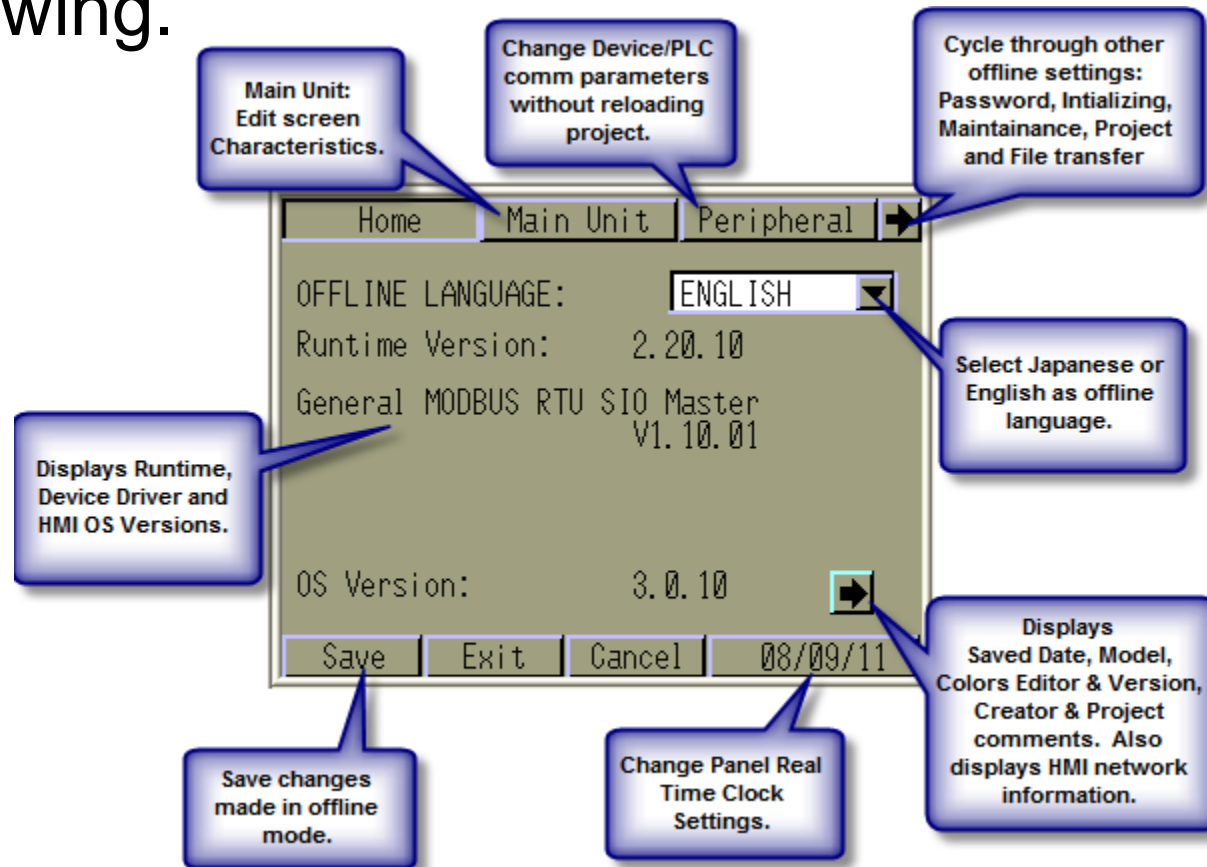 wing.
Main Unit:
Edit screen
Characteristics.
Change Device/PLC
comm parameters
without reloading
project.
Cycle through other
offline settings:
Password, Intializing,
Maintainance, Project
and File transfer
Home Main Unit Peripheral
OFFLINE LANGUAGE: ENGLISH
Runtime Version: 2.20.10
General MODBUS RTU SIO Master
V1.10.01
Select Japanese or
English as offline
language.
Displays Runtime,
Device Driver and
HMI OS Versions.
OS Version: 3.0.10
Save Exit Cancel 08/09/11
Displays
Saved Date, Model,
Colors Editor & Version,
Creator & Project
comments. Also
displays HMI network
information.
Save changes
made in offline
mode.
Change Panel Real
Time Clock
Settings.